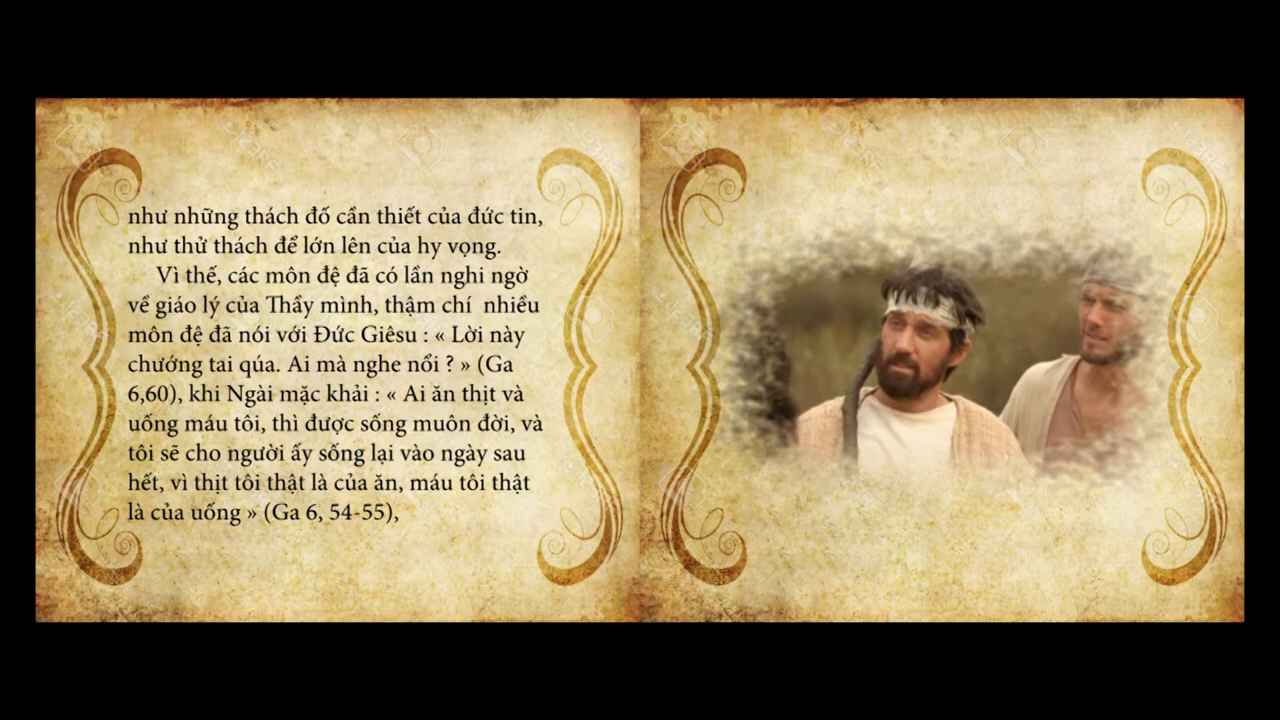 như những thách đố cần thiết của đức tin,
như thử thách để lớn lên của hy vọng.
Vì thế, các môn đệ đã có lần nghi ngờ
về giáo lý của Thầy mình, thậm chí nhiều
môn đệ đã nói với Đức Giêsu : « Lời này
chướng tai qúa. Ai mà nghe nổi ? » (Ga
6,60), khi Ngài mặc khải : « Ai ăn thịt và
uống máu tôi, thì được sống muôn đời, và
tôi sẽ cho người ấy sống lại vào ngày sau
hết, vì thịt tôi thật là của ăn, máu tôi thật
là của uống » (Ga 6, 54-55),